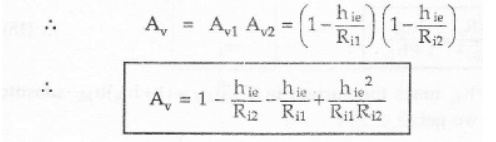 ∴ A_v = A_v1 A_v2 = (1 − h_ie/R_i1) (1 − h_ie/R_i2)
∴ A_v = 1 − h_ie/R_i2 − h_ie/R_i1 + h_ie²/(R_i1 R_i2)